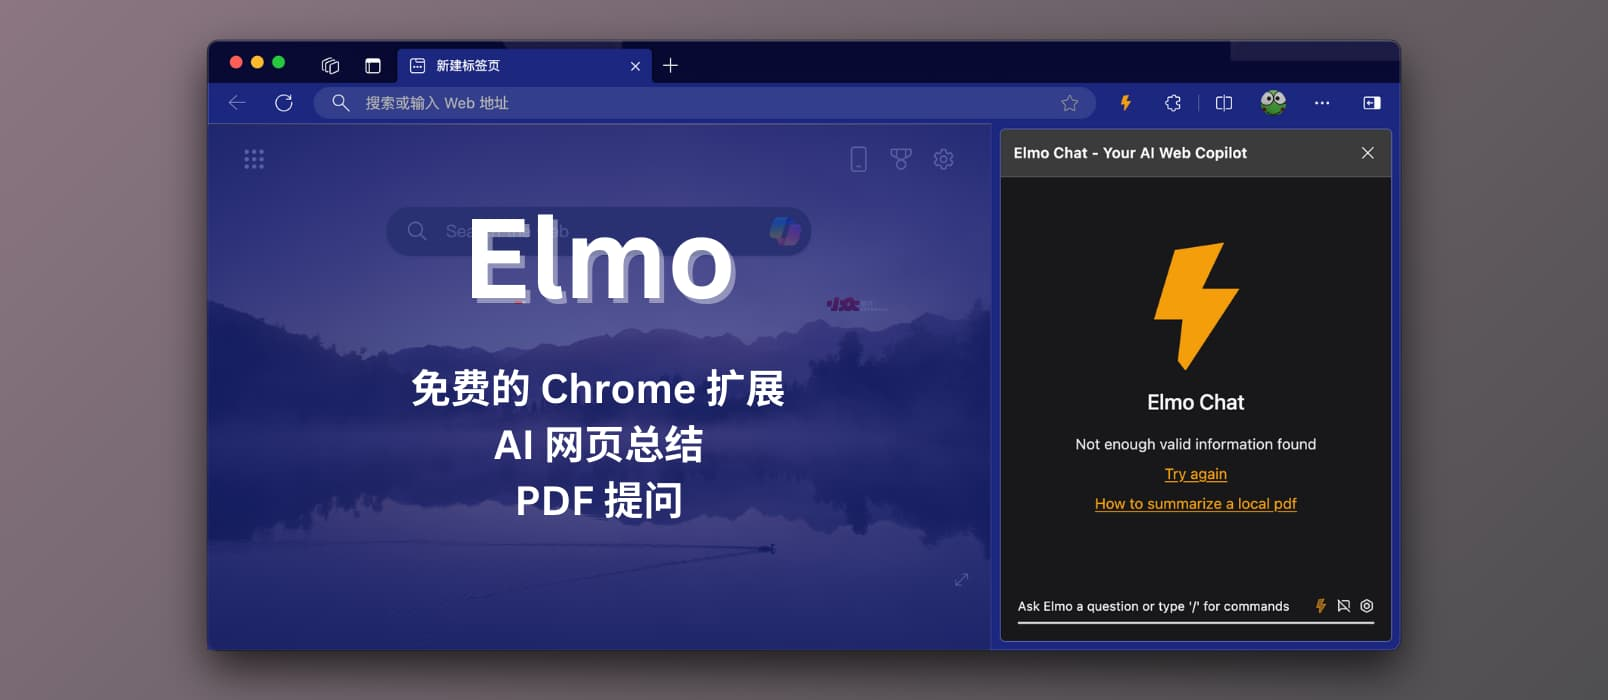 新建标签页
搜索或输入 Web 地址
Elmo Chat - Your AI Web Copilot
Elmo
免费的 Chrome 扩展
AI 网页总结
PDF 提问
小众
Elmo Chat
Not enough valid information found
Try again
How to summarize a local pdf
Ask Elmo a question or type '/' for commands